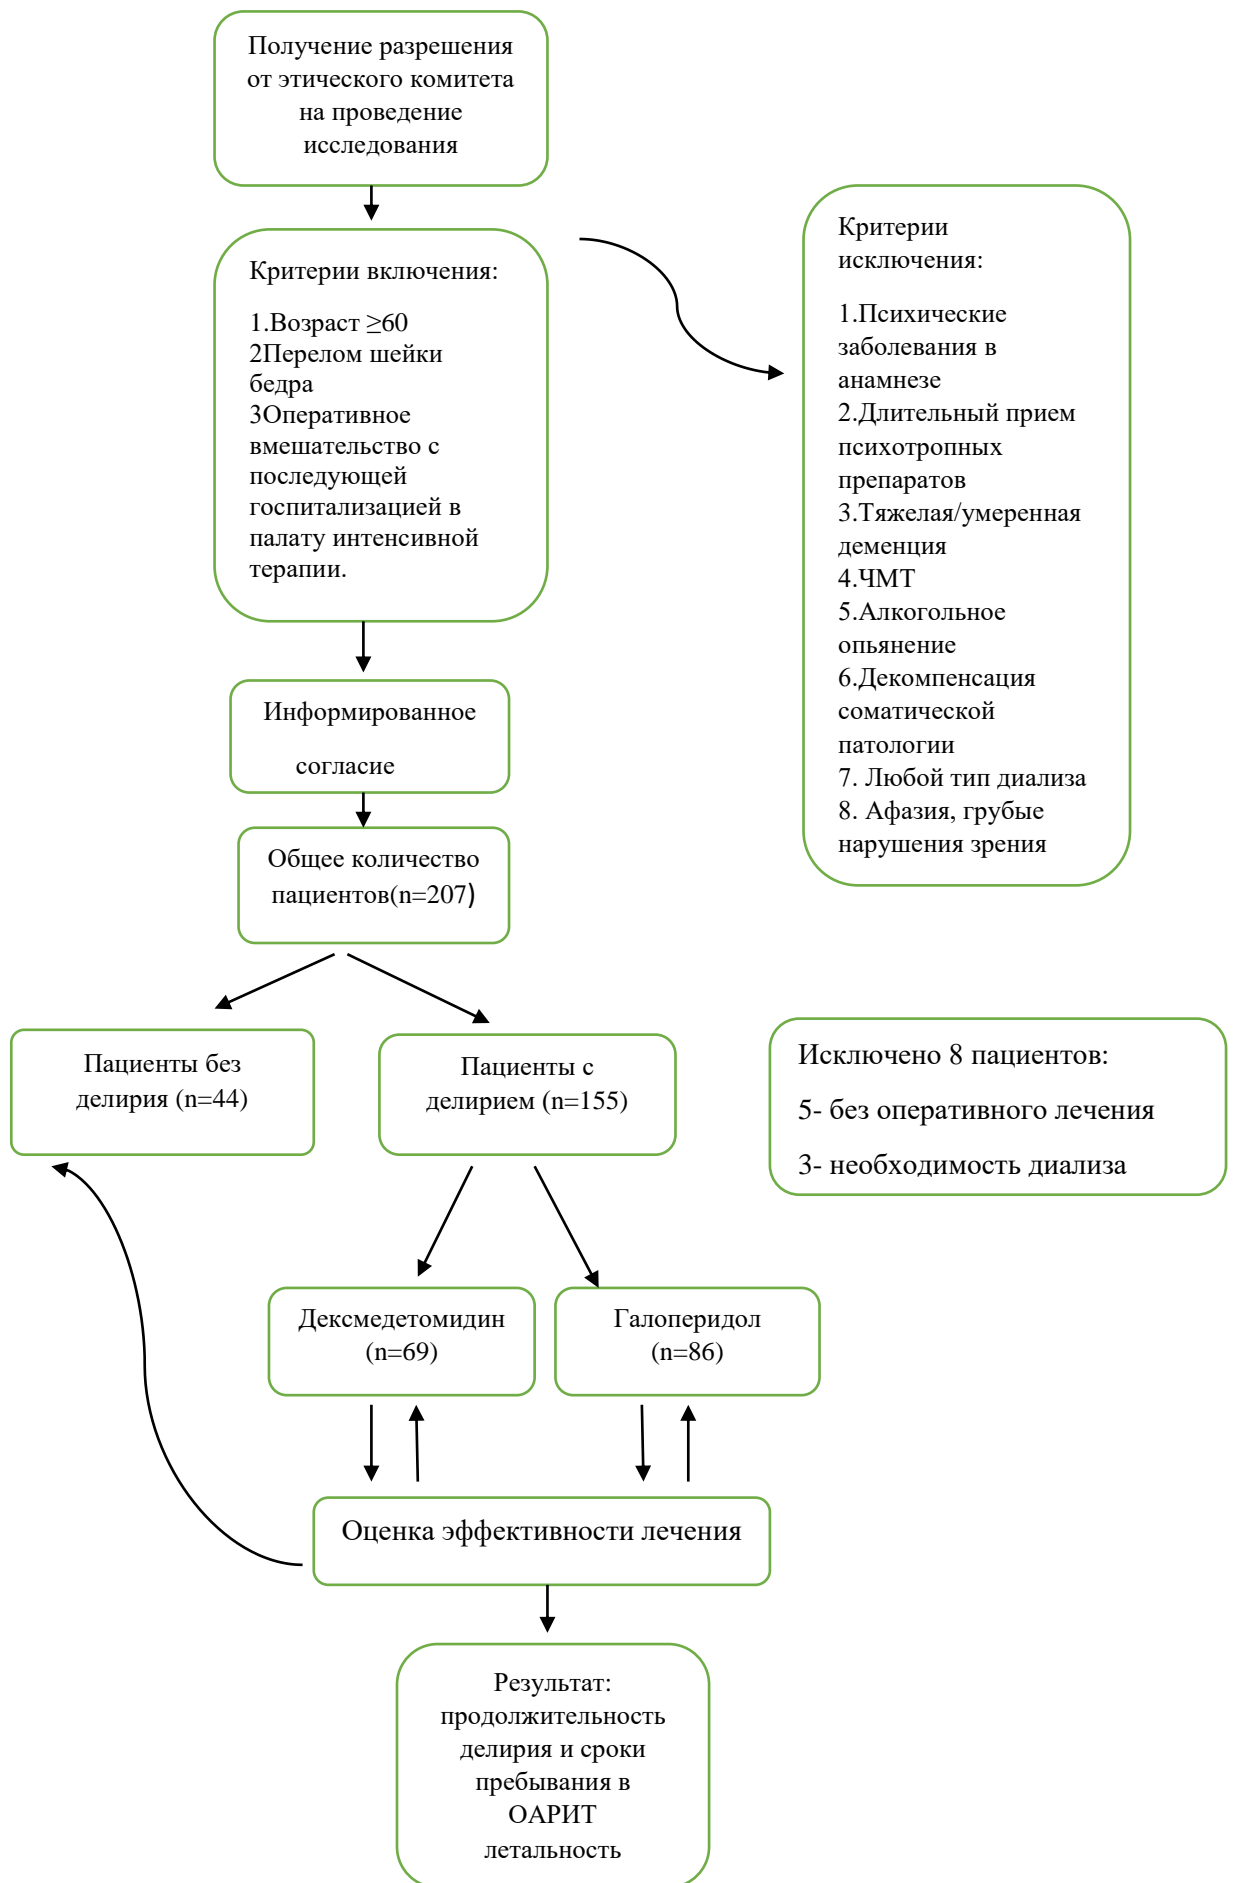 Получение разрешения
от этического комитета
на проведение
исследования
Критерии включения:
1.Возраст ≥60
2Перелом шейки
бедра
3Оперативное
вмешательство с
последующей
госпитализацией в
палату интенсивной
терапии.
Критерии
исключения:
1.Психические
заболевания в
анамнезе
2.Длительный прием
психотропных
препаратов
3.Тяжелая/умеренная
деменция
4.ЧМТ
5.Алкогольное
опьянение
6.Декомпенсация
соматической
патологии
7. Любой тип диализа
8. Афазия, грубые
нарушения зрения
Информированное
согласие
Общее количество
пациентов(n=207)
Пациенты без
делирия (n=44)
Пациенты с
делирием (n=155)
Исключено 8 пациентов:
5- без оперативного лечения
3- необходимость диализа
Дексмедетомидин
(n=69)
Галоперидол
(n=86)
Оценка эффективности лечения
Результат:
продолжительность
делирия и сроки
пребывания в
ОАРИТ
летальность